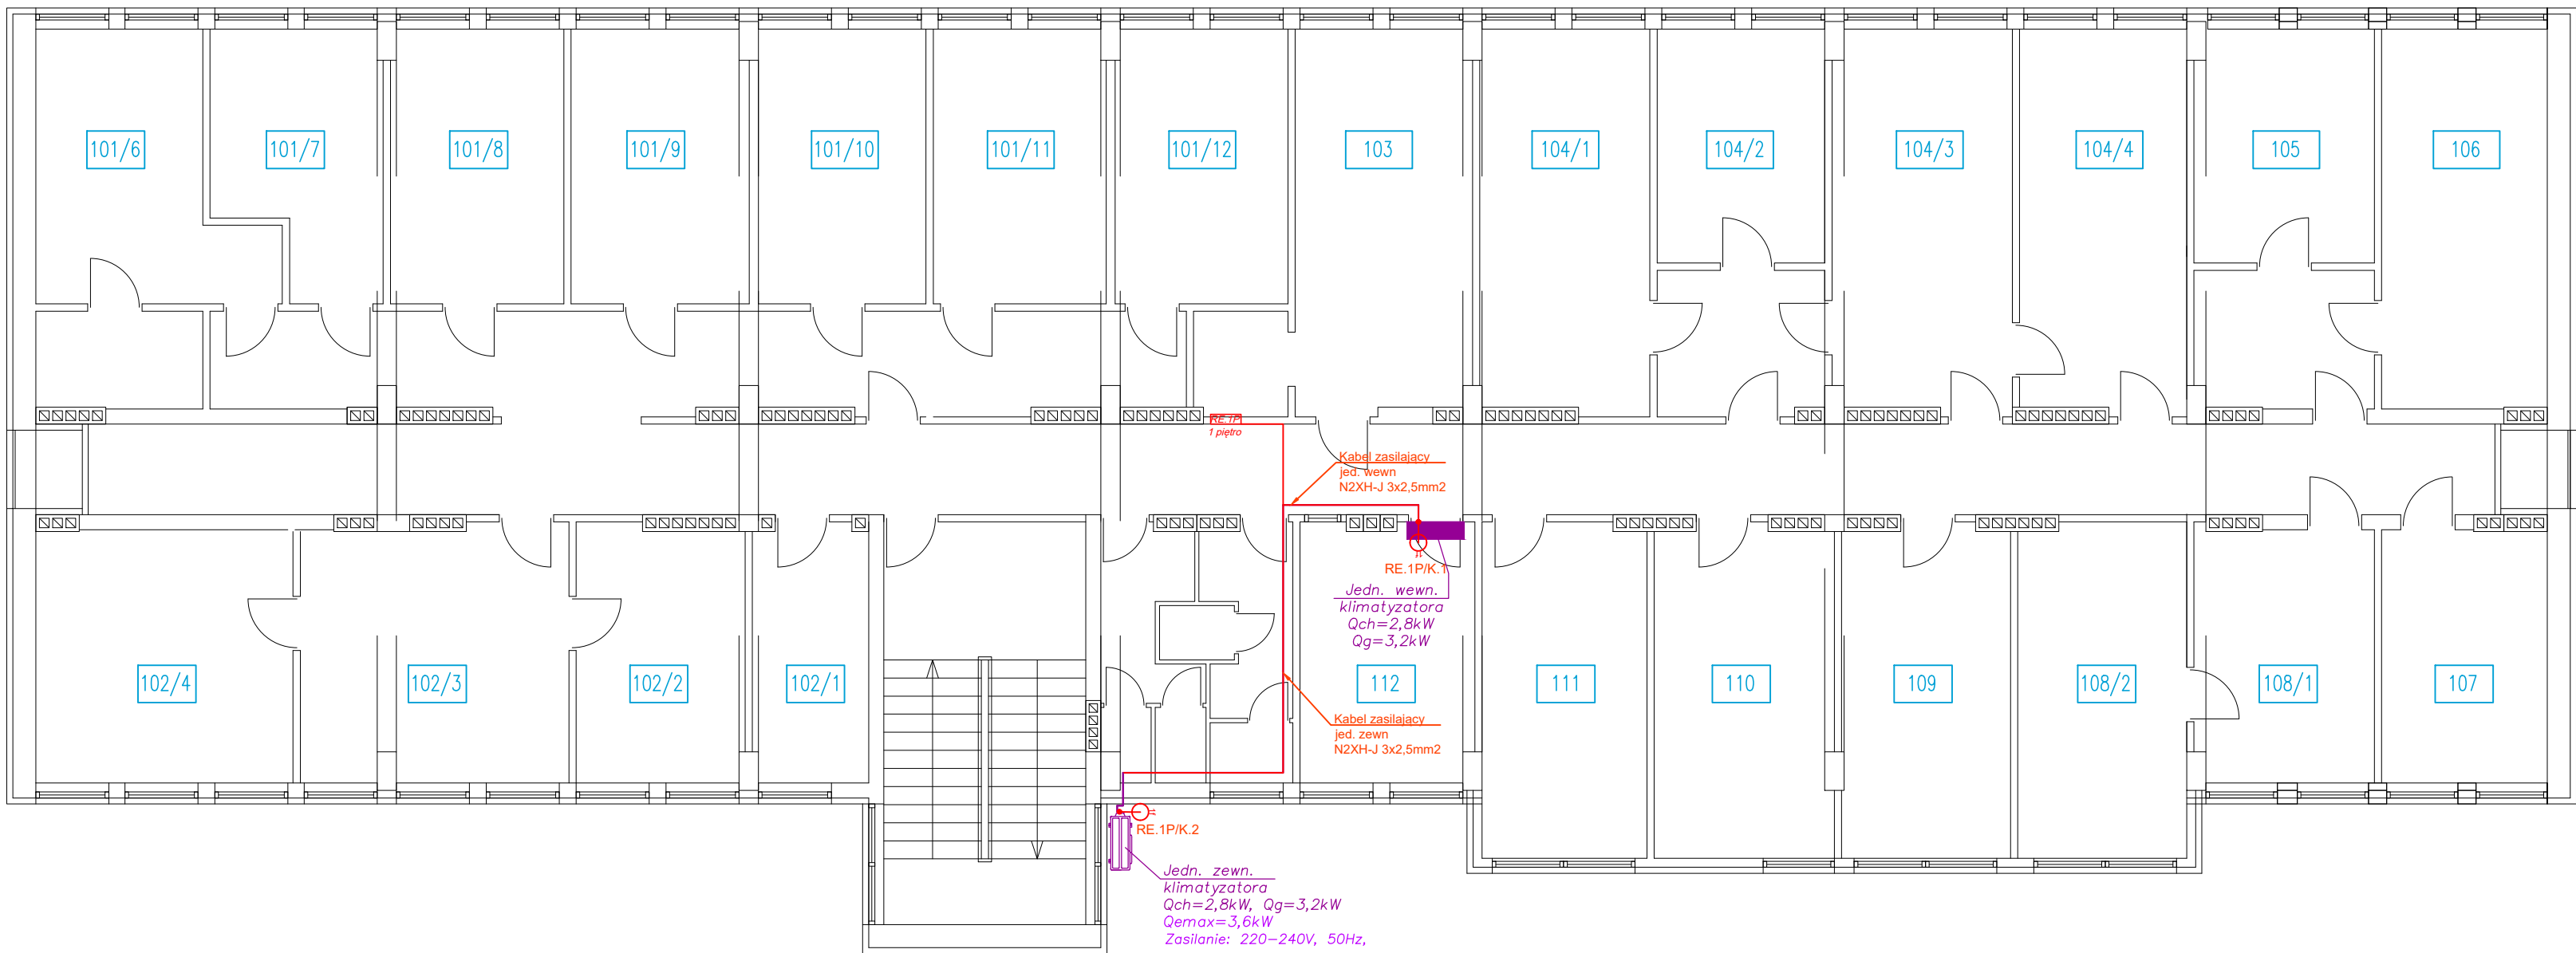 101/6
101/7
101/8
101/9
101/10
101/11
101/12
103
104/1
104/2
104/3
104/4
105
106
RE.1P
1 piętro
Kabel zasilający
jed. wewn
N2XH-J 3x2,5mm2
RE.1P/K.1
Jedn. wewn.
klimatyzatora
Qch=2,8kW
Qg=3,2kW
102/4
102/3
102/2
102/1
112
111
110
109
108/2
108/1
107
Kabel zasilający
jed. zewn
N2XH-J 3x2,5mm2
RE.1P/K.2
Jedn. zewn.
klimatyzatora
Qch=2,8kW, Qg=3,2kW
Qemax=3,6kW
Zasilanie: 220-240V, 50Hz,